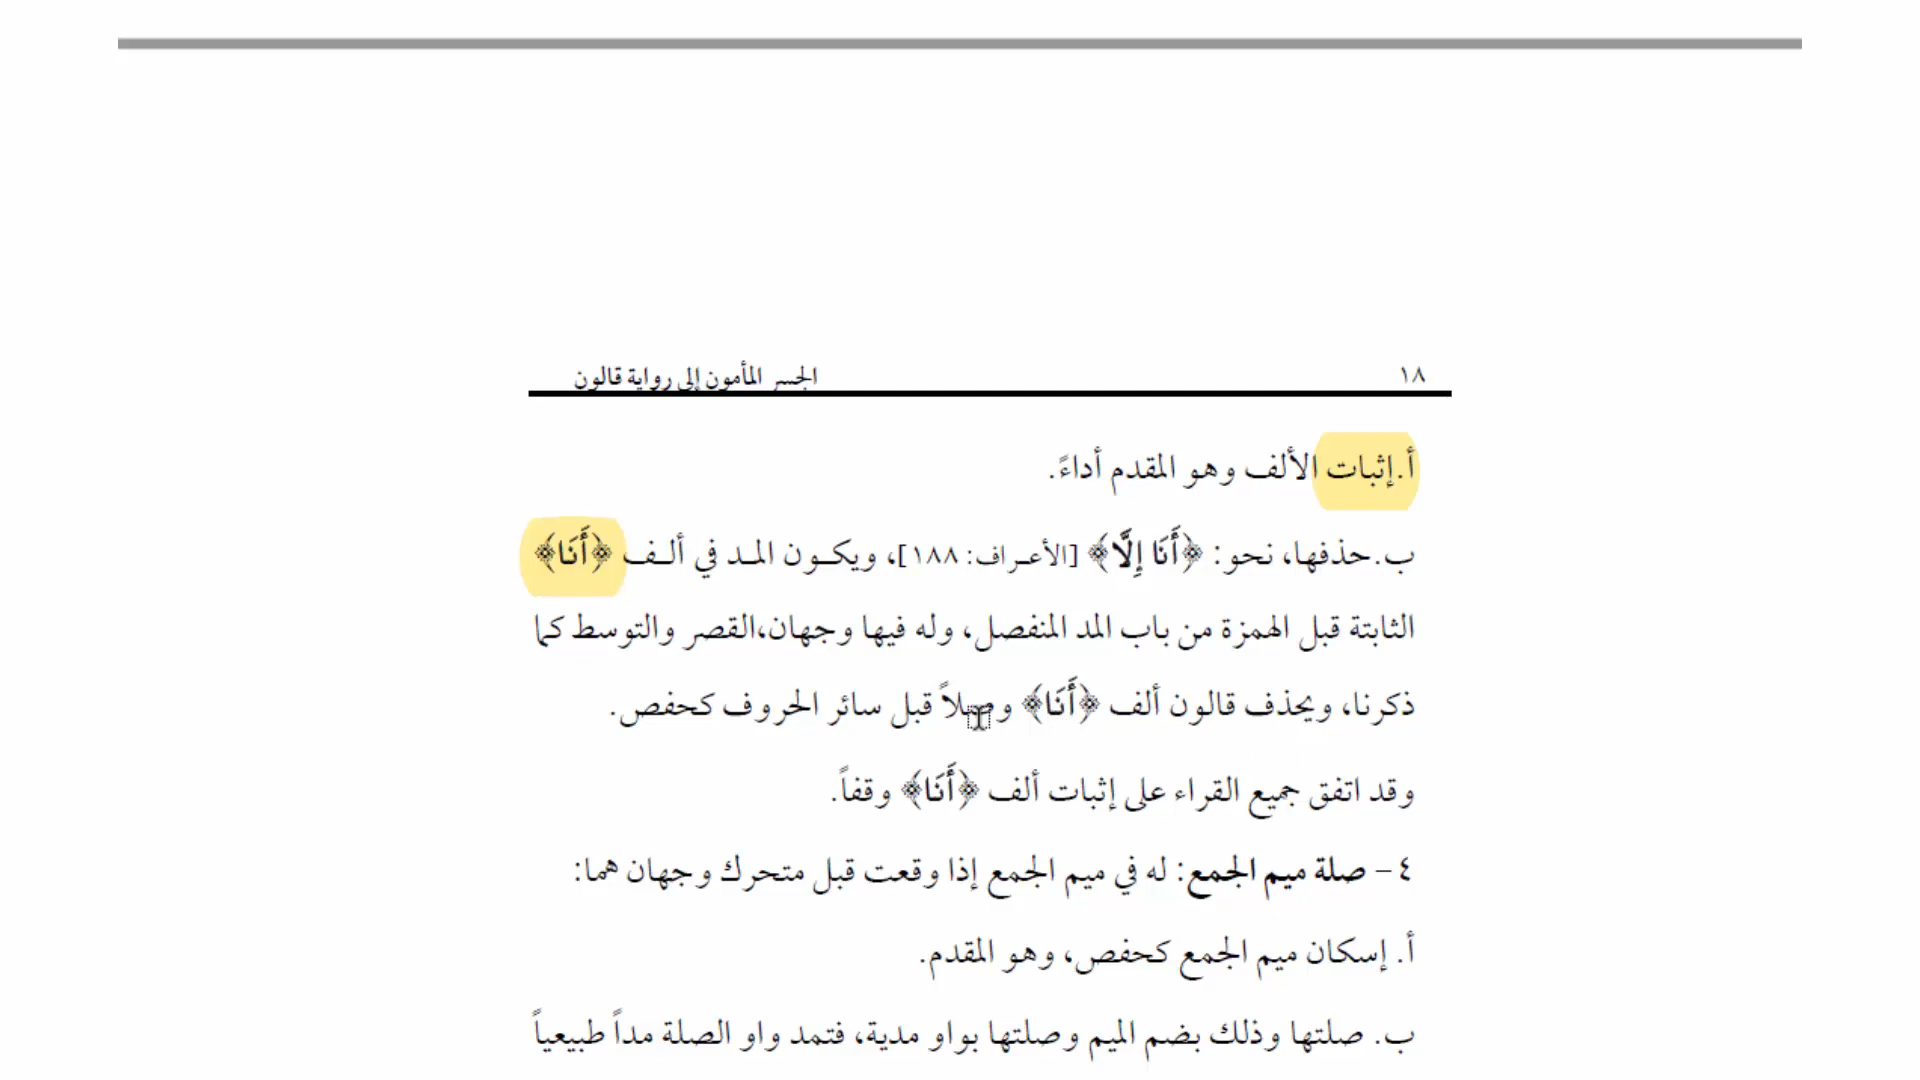 ١٨ الجسر المأمون إلى رواية قالون
أ.إثبات الألف وهو المقدم أداءً.
ب.حذفها، نحو: ﴿أَنَا إِلَّا﴾ [الأعراف: ١٨٨]، ويكون المد في ألف ﴿أَنَا﴾
الثابتة قبل الهمزة من باب المد المنفصل، وله فيها وجهان،القصر والتوسط كما
ذكرنا، ويحذف قالون ألف ﴿أَنَا﴾ وصلاً قبل سائر الحروف كحفص.
وقد اتفق جميع القراء على إثبات ألف ﴿أَنَا﴾ وقفاً.
٤– صلة ميم الجمع: له في ميم الجمع إذا وقعت قبل متحرك وجهان هما:
أ. إسكان ميم الجمع كحفص، وهو المقدم.
ب. صلتها وذلك بضم الميم وصلتها بواو مدية، فتمد واو الصلة مداً طبيعياً